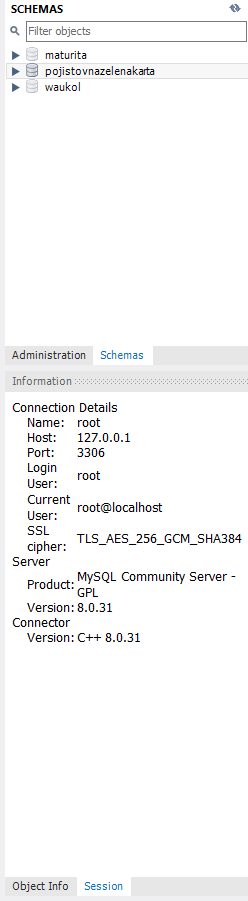 SCHEMAS
Filter objects
maturita
pojistovnazelenakarta
waukol
Administration Schemas
Information
Connection Details
Name: root
Host: 127.0.0.1
Port: 3306
Login
User: root
Current
User: root@localhost
SSL
cipher: TLS_AES_256_GCM_SHA384
Server
Product: MySQL Community Server -
GPL
Version: 8.0.31
Connector
Version: C++ 8.0.31
Object Info Session